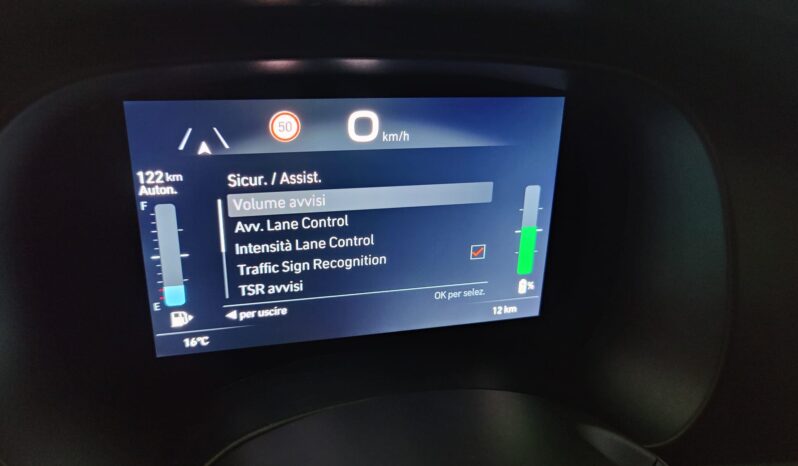 50
0 km/h
122 km
Auton.
F
E
Sicur. / Assist.
Volume avvisi
Avv. Lane Control
Intensità Lane Control
Traffic Sign Recognition
TSR avvisi
◀ per uscire
OK per selez.
%
16°C
12 km